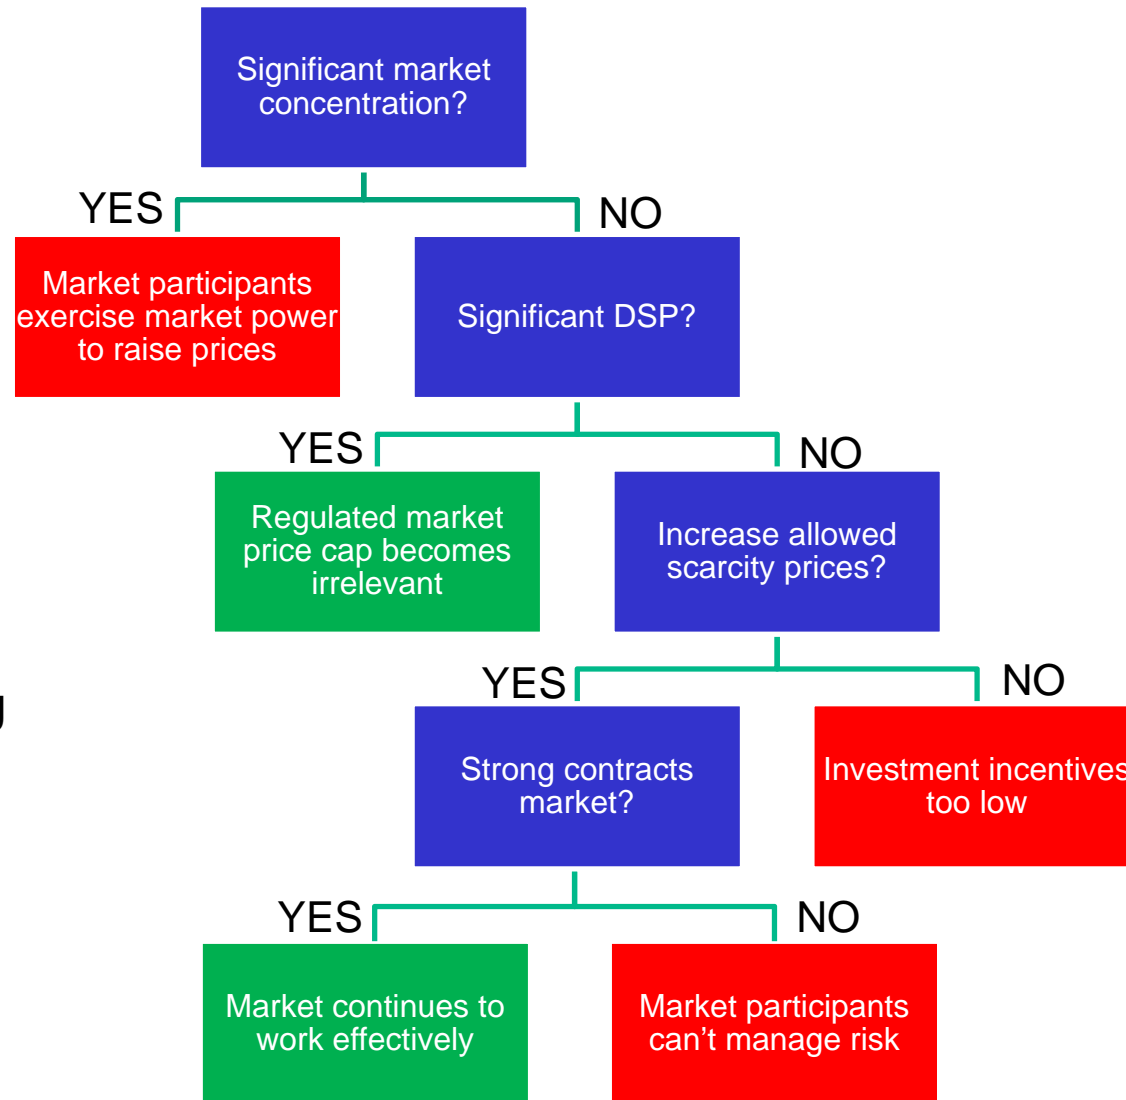 Significant market
concentration?
YES
NO
Market participants
exercise market power
to raise prices
Significant DSP?
YES
NO
Regulated market
price cap becomes
irrelevant
Increase allowed
scarcity prices?
g
YES
NO
Strong contracts
market?
Investment incentives
too low
YES
NO
Market continues to
work effectively
Market participants
can’t manage risk